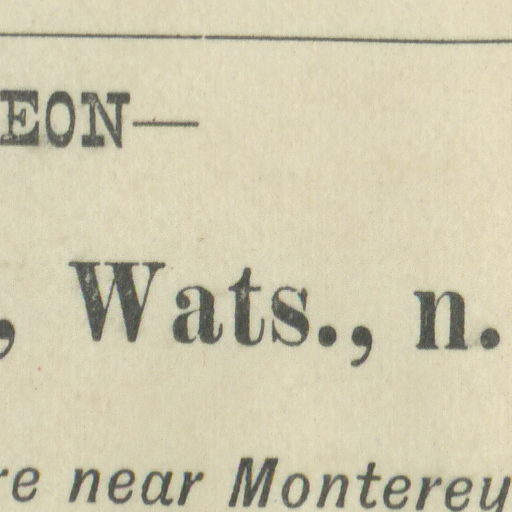 EON—
, Wats., n.
re near Monterey